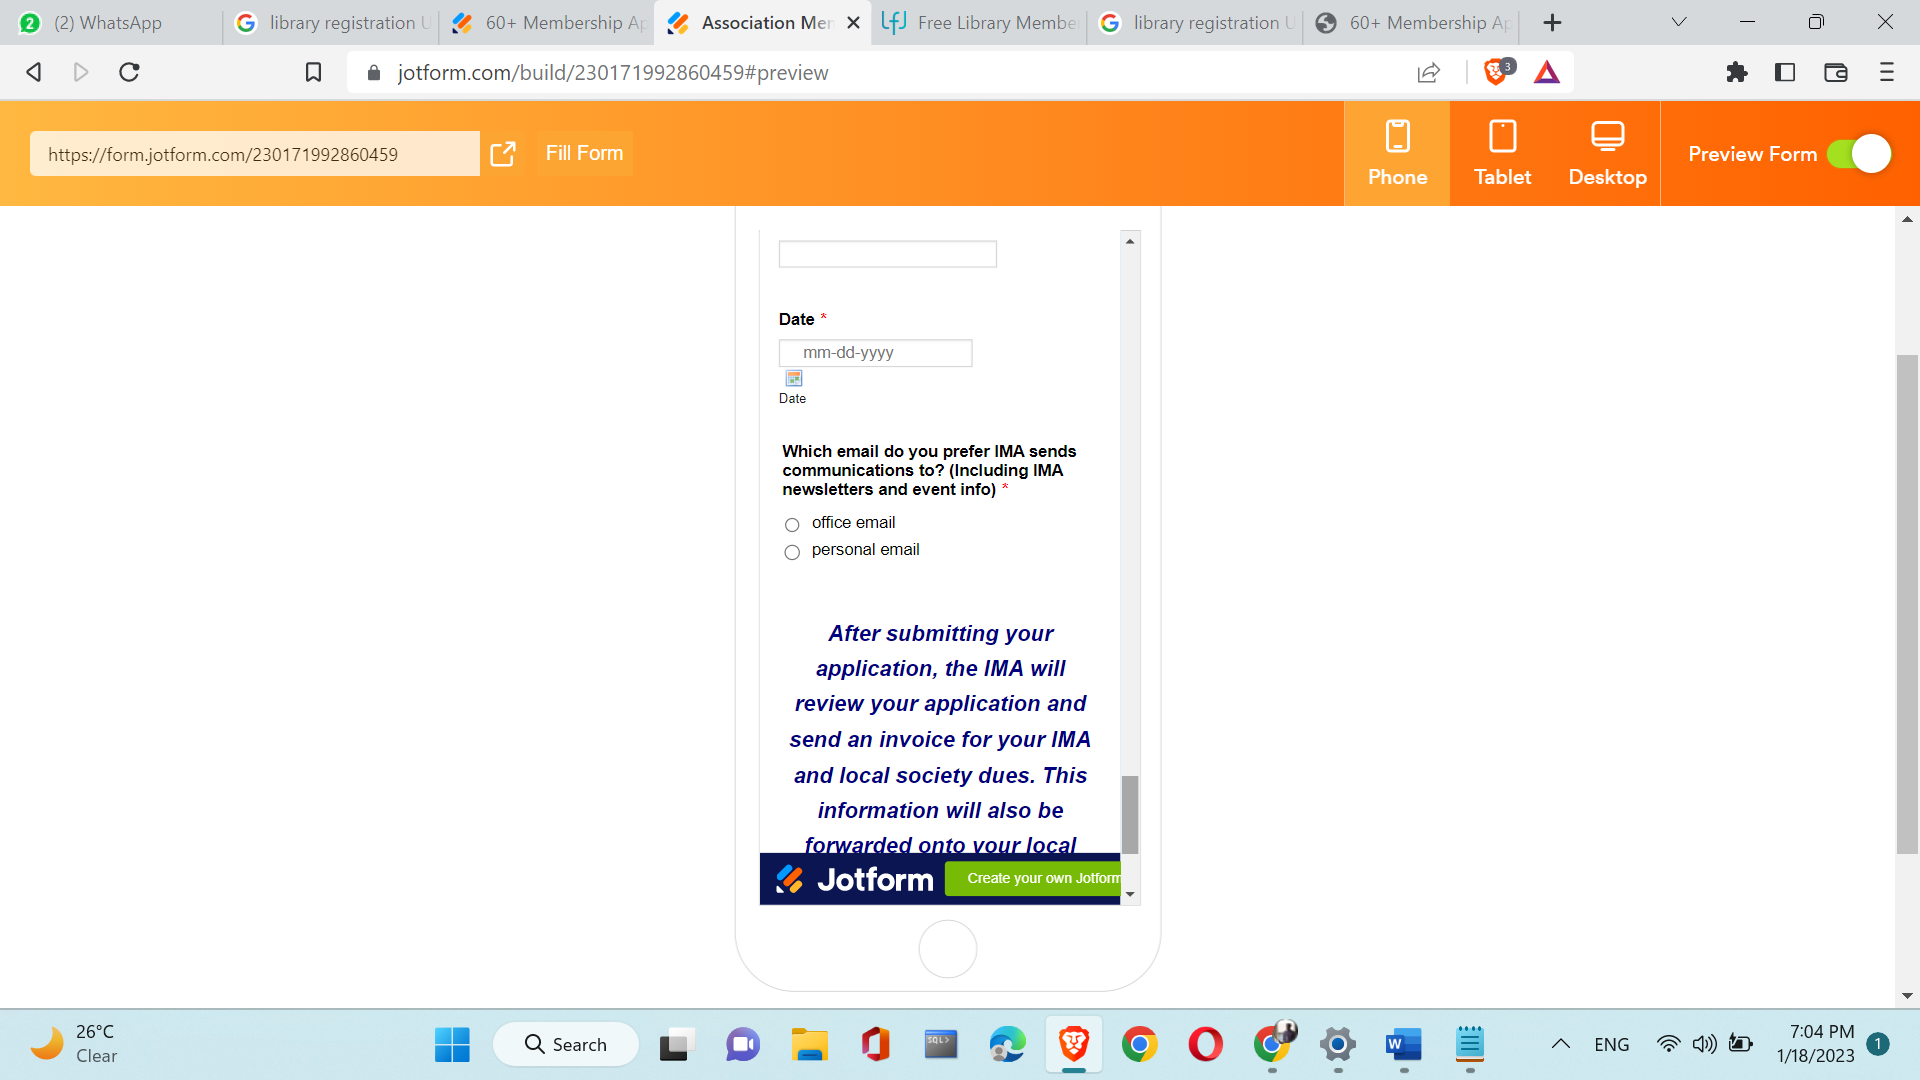 (2) WhatsApp
library registration U
60+ Membership Ap
Association Mem
Free Library Member
library registration U
60+ Membership Ap
jotform.com/build/230171992860459#preview
3
https://form.jotform.com/230171992860459
Fill Form
Phone
Tablet
Desktop
Preview Form
Date *
mm-dd-yyyy
Date
Which email do you prefer IMA sends
communications to? (Including IMA
newsletters and event info) *
office email
personal email
After submitting your
application, the IMA will
review your application and
send an invoice for your IMA
and local society dues. This
information will also be
forwarded onto your local
Jotform
Create your own Jotform
26°C
Clear
Search
SQL>
ENG
7:04 PM
1/18/2023
1